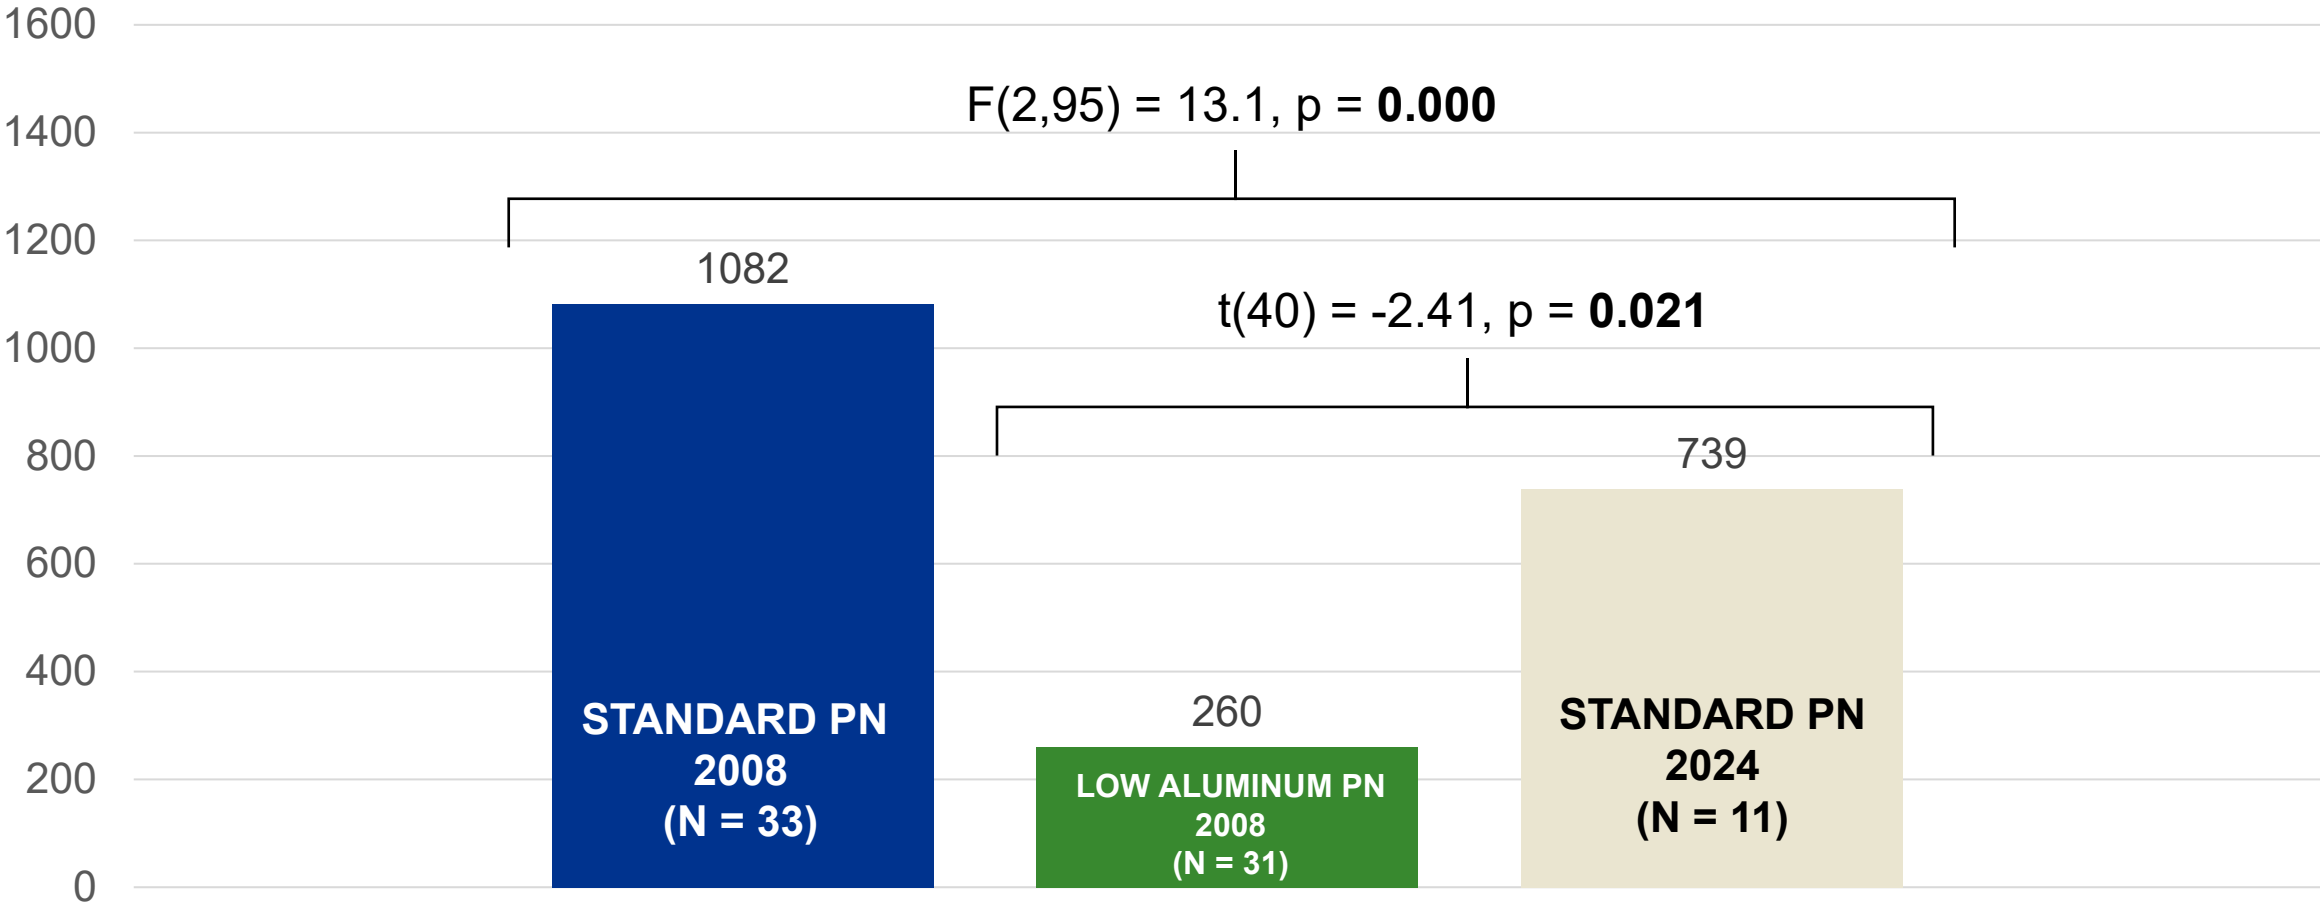 1600
1400
1200
1000
800
600
400
200
0
F(2,95) = 13.1, p = 0.000
t(40) = -2.41, p = 0.021
1082
STANDARD PN
2008
(N = 33)
260
LOW ALUMINUM PN
2008
(N = 31)
739
STANDARD PN
2024
(N = 11)